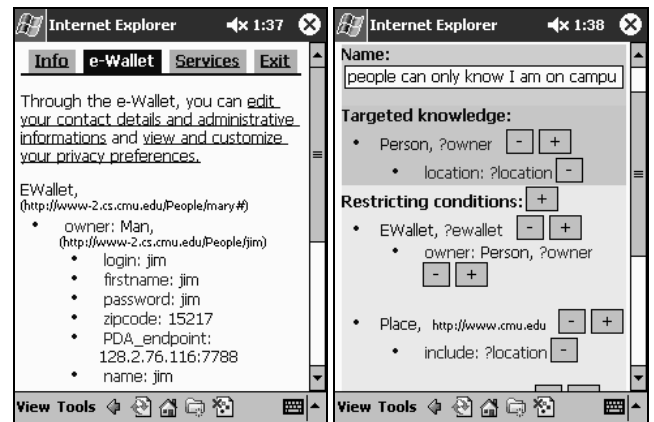 Internet Explorer 1:37
Info e-Wallet Services Exit
Through the e-Wallet, you can edit
your contact details and administrative
informations and view and customize
your privacy preferences.
EWallet,
(http://www-2.cs.cmu.edu/People/mary#)
• owner: Man,
(http://www-2.cs.cmu.edu/People/jim)
• login: jim
• firstname: jim
• password: jim
• zipcode: 15217
• PDA_endpoint:
128.2.76.116:7788
• name: jim
View Tools
Internet Explorer 1:38
Name:
people can only know I am on campu
Targeted knowledge:
• Person, ?owner - +
• location: ?location -
Restricting conditions: +
• EWallet, ?ewallet - +
• owner: Person, ?owner
- +
• Place, http://www.cmu.edu - +
• include: ?location -
View Tools